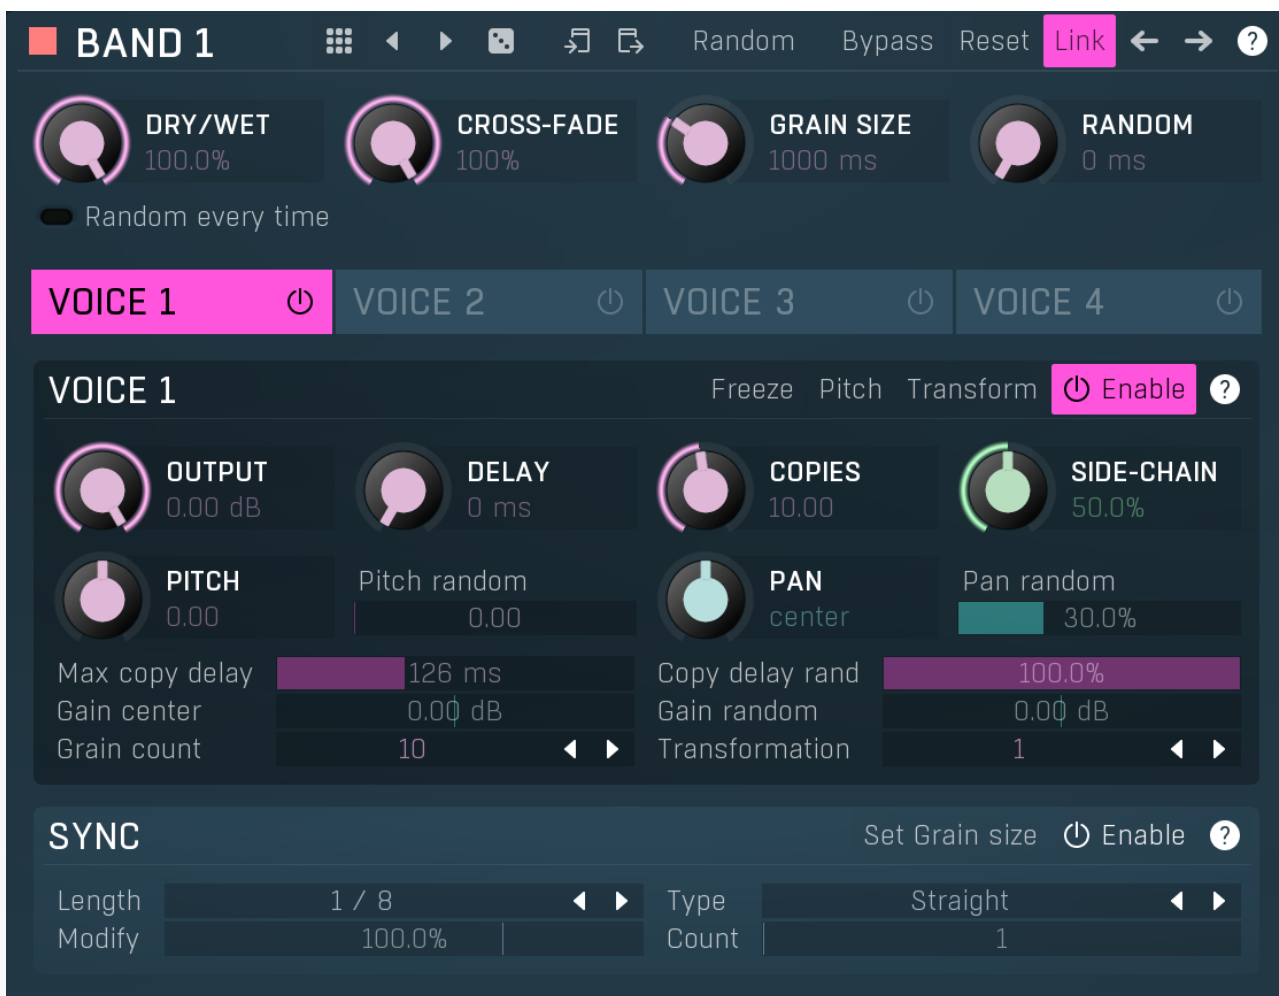 BAND 1 Random Bypass Reset Link ?
DRY/WET CROSS-FADE GRAIN SIZE RANDOM
100.0% 100% 1000 ms 0 ms
Random every time
VOICE 1 VOICE 2 VOICE 3 VOICE 4
VOICE 1 Freeze Pitch Transform Enable ?
OUTPUT DELAY COPIES SIDE-CHAIN
0.00 dB 0 ms 10.00 50.0%
PITCH Pitch random PAN Pan random
0.00 0.00 center 30.0%
Max copy delay 126 ms Copy delay rand 100.0%
Gain center 0.00 dB Gain random 0.00 dB
Grain count 10 Transformation 1
SYNC Set Grain size Enable ?
Length 1 / 8 Type Straight
Modify 100.0% Count 1